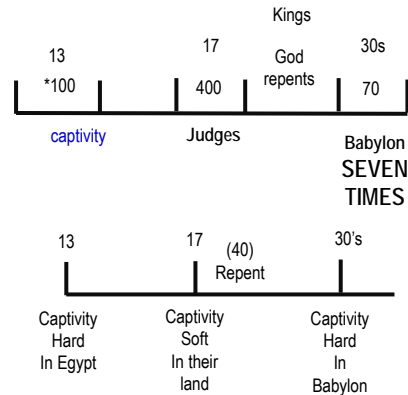 Kings
13
17
God
repents
30s
*100
400
70
captivity
Judges
Babylon
SEVEN
TIMES
13
17
(40)
Repent
30's
Captivity
Hard
In Egypt
Captivity
Soft
In their
land
Captivity
Hard
In
Babylon